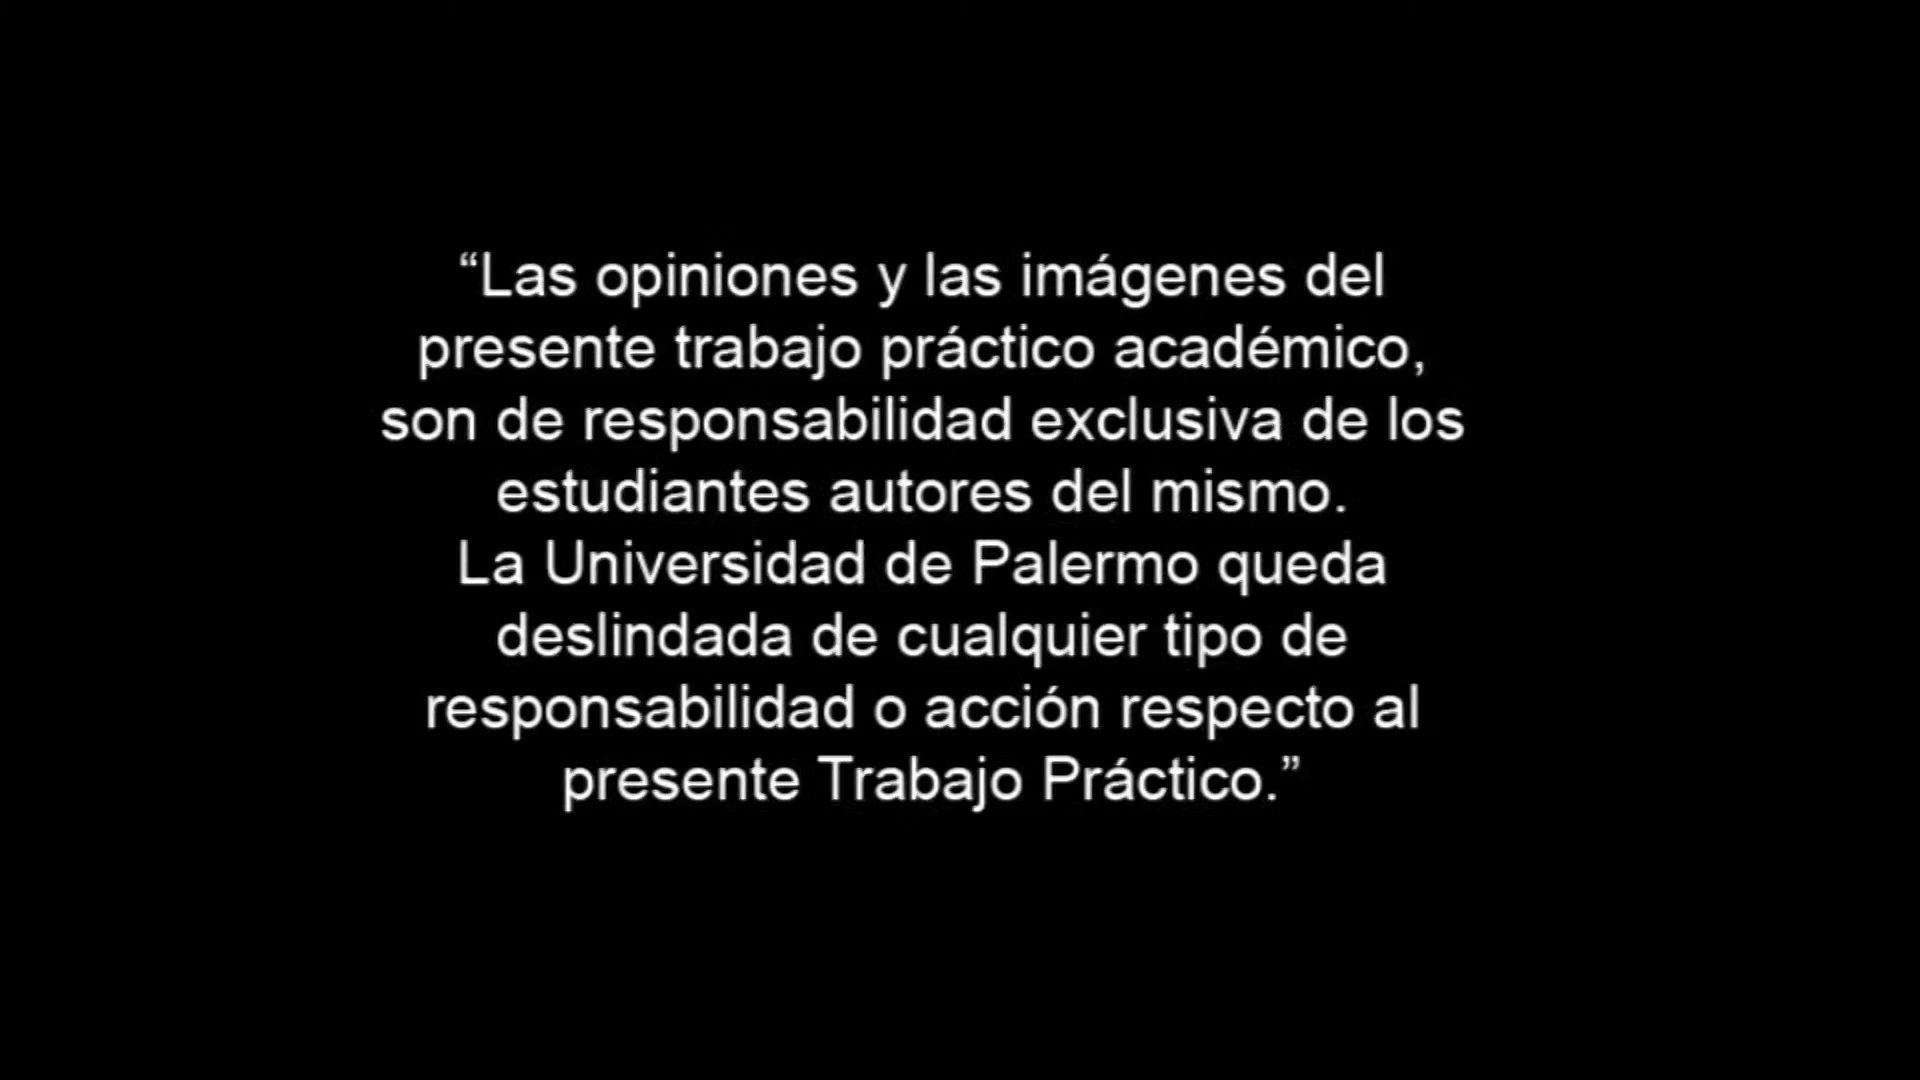 “Las opiniones y las imágenes del
presente trabajo práctico académico,
son de responsabilidad exclusiva de los
estudiantes autores del mismo.
La Universidad de Palermo queda
deslindada de cualquier tipo de
responsabilidad o acción respecto al
presente Trabajo Práctico.”